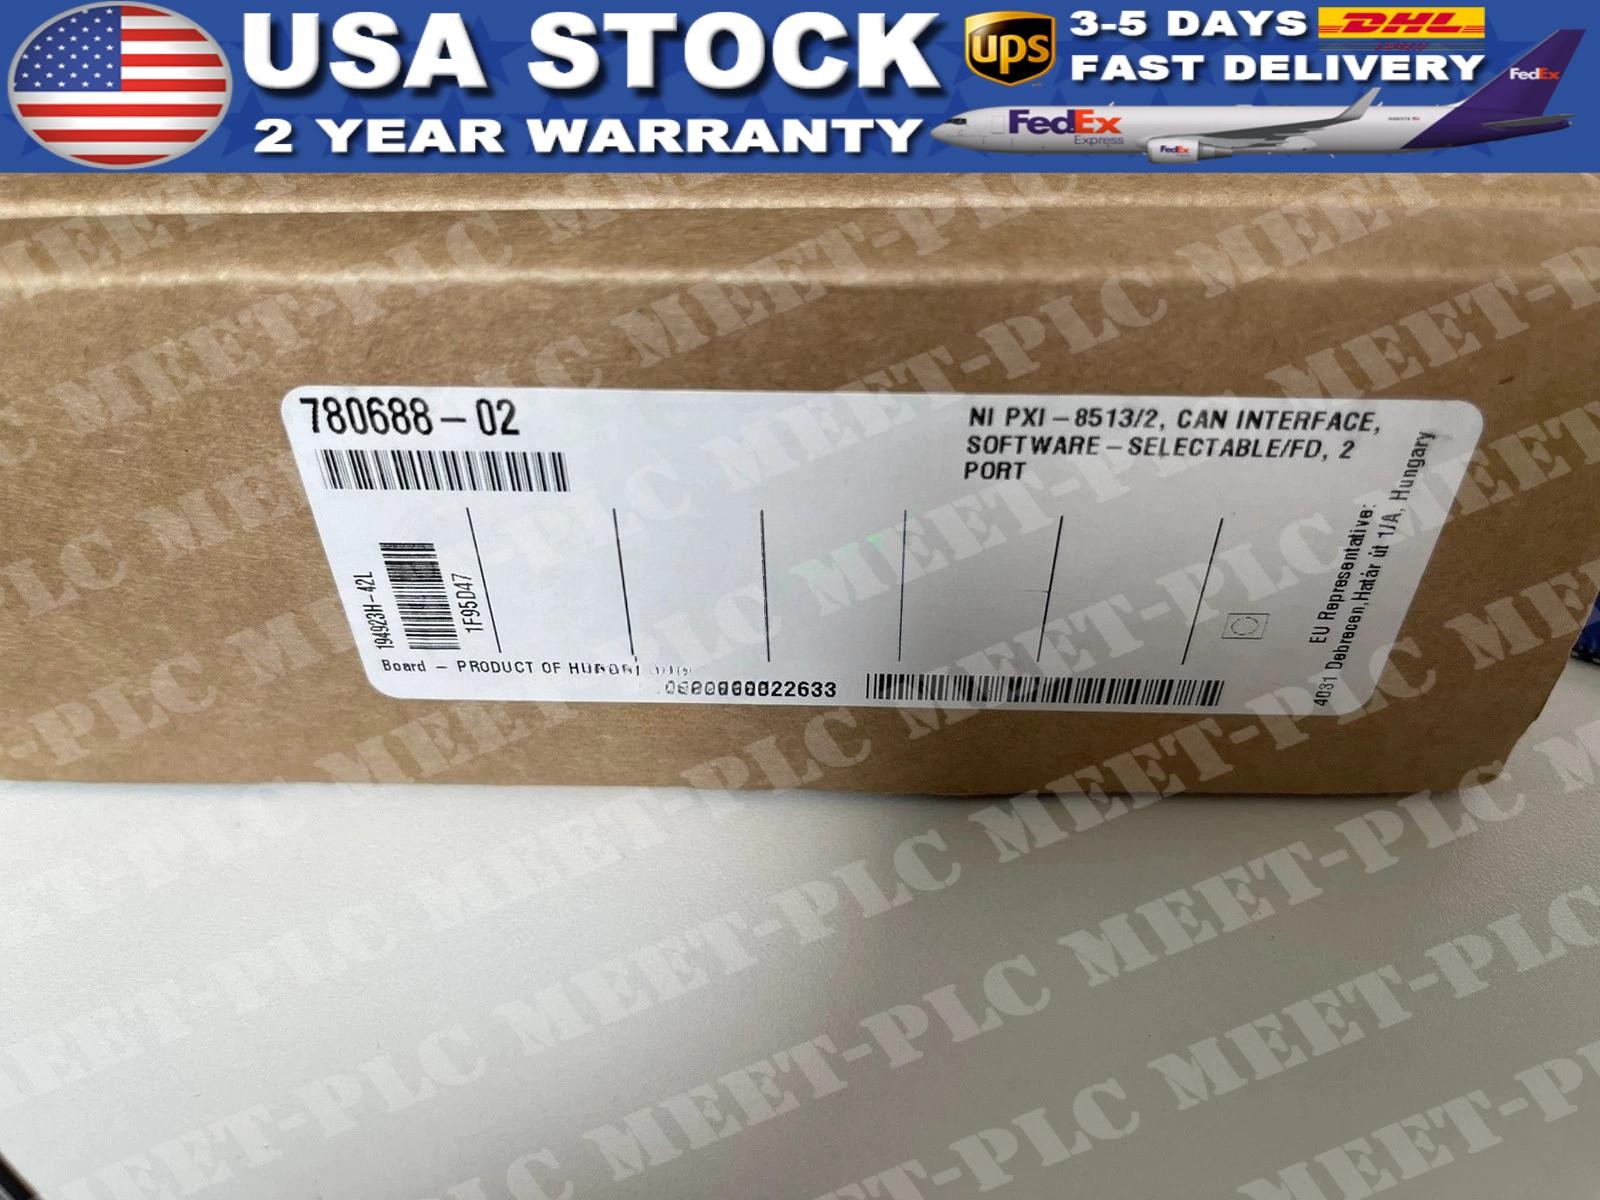 USA STOCK
2 YEAR WARRANTY
ups
3-5 DAYS
DHL
FAST DELIVERY
FedEx
FedEx
Express
FedEx
780688-02
NI PXI-8513/2, CAN INTERFACE,
SOFTWARE-SELECTABLE/FD, 2
PORT
194923H-42L
1F95D47
Board - PRODUCT OF
22633
EU Representative:
4031 Debrecen, Határ út 1/A, Hungary
MEET-PLC